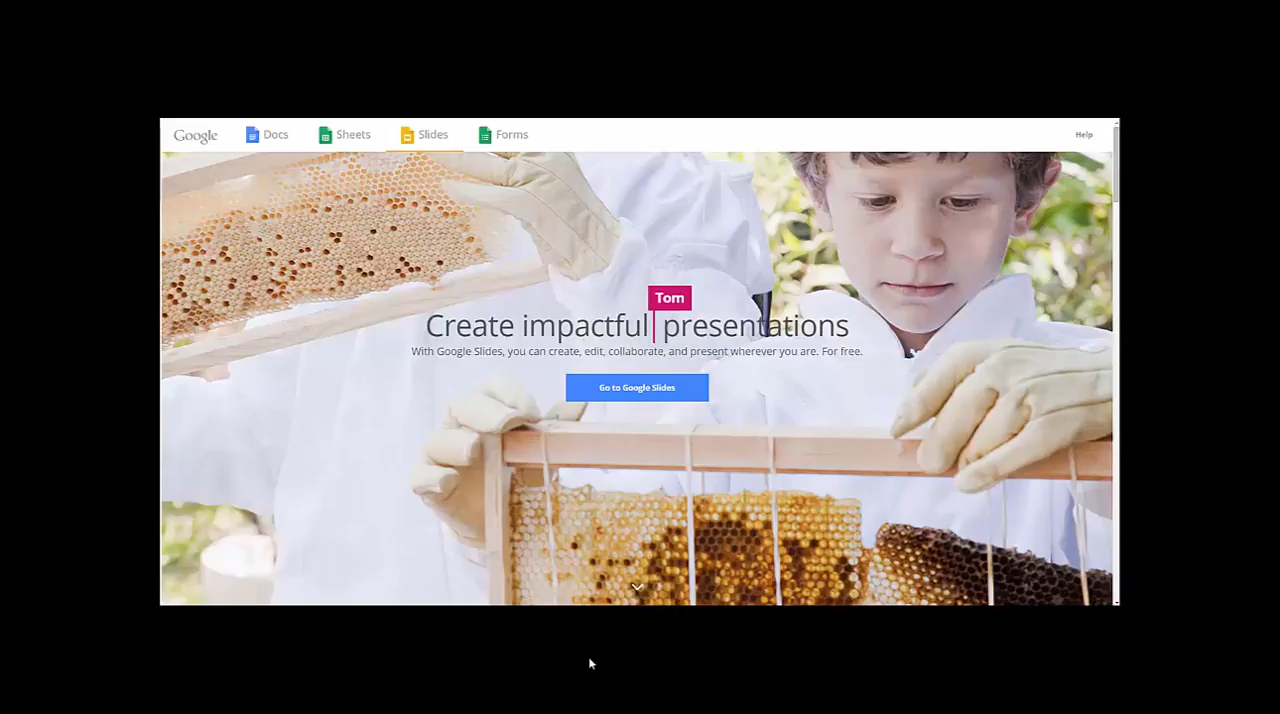 Google Docs Sheets Slides Forms Help
Tom
Create impactful presentations
With Google Slides, you can create, edit, collaborate, and present wherever you are. For free.
Go to Google Slides